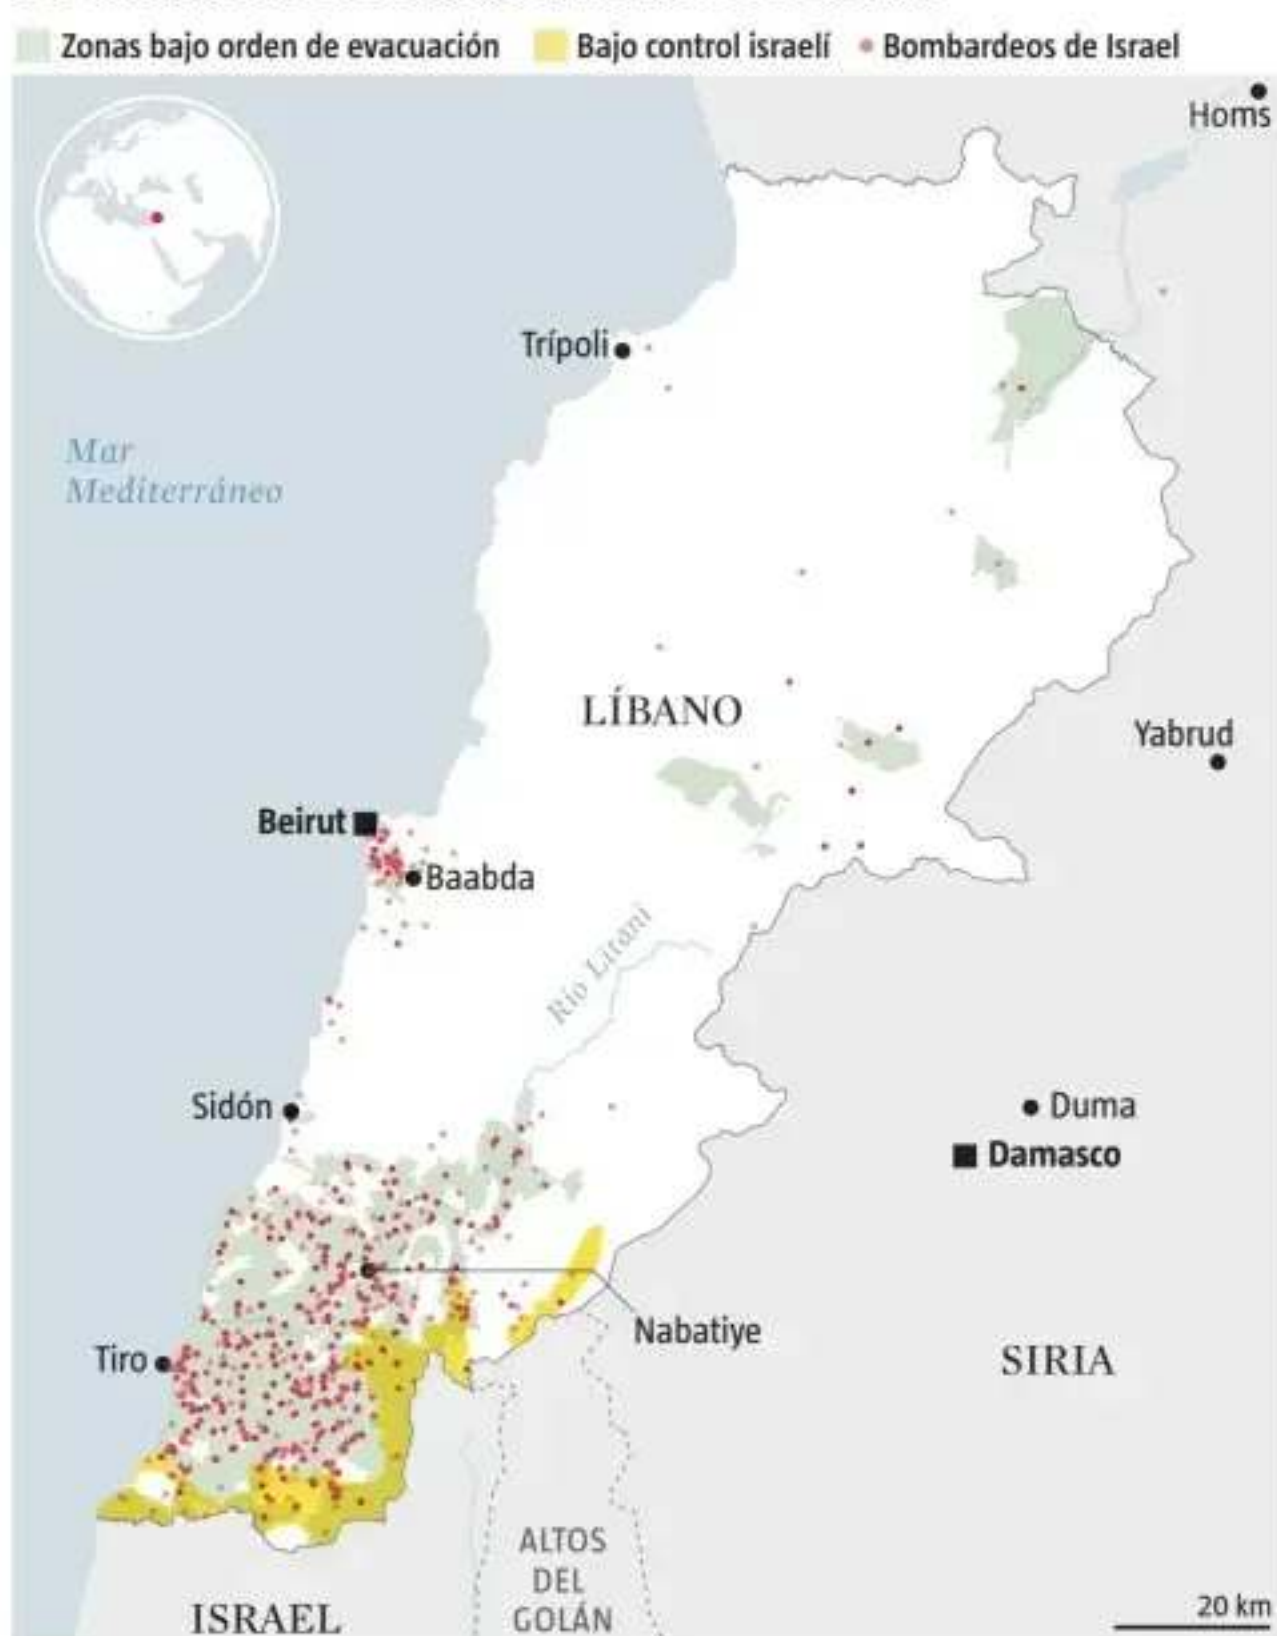 Zonas bajo orden de evacuación Bajo control israelí Bombardeos de Israel
Homs
Trípoli
Mar
Mediterráneo
LÍBANO
Yabrud
Beirut
Baabda
Río Litani
Sidón
Duma
Damasco
Nabatiye
Tiro
SIRIA
ALTOS
DEL
GOLÁN
ISRAEL
20 km